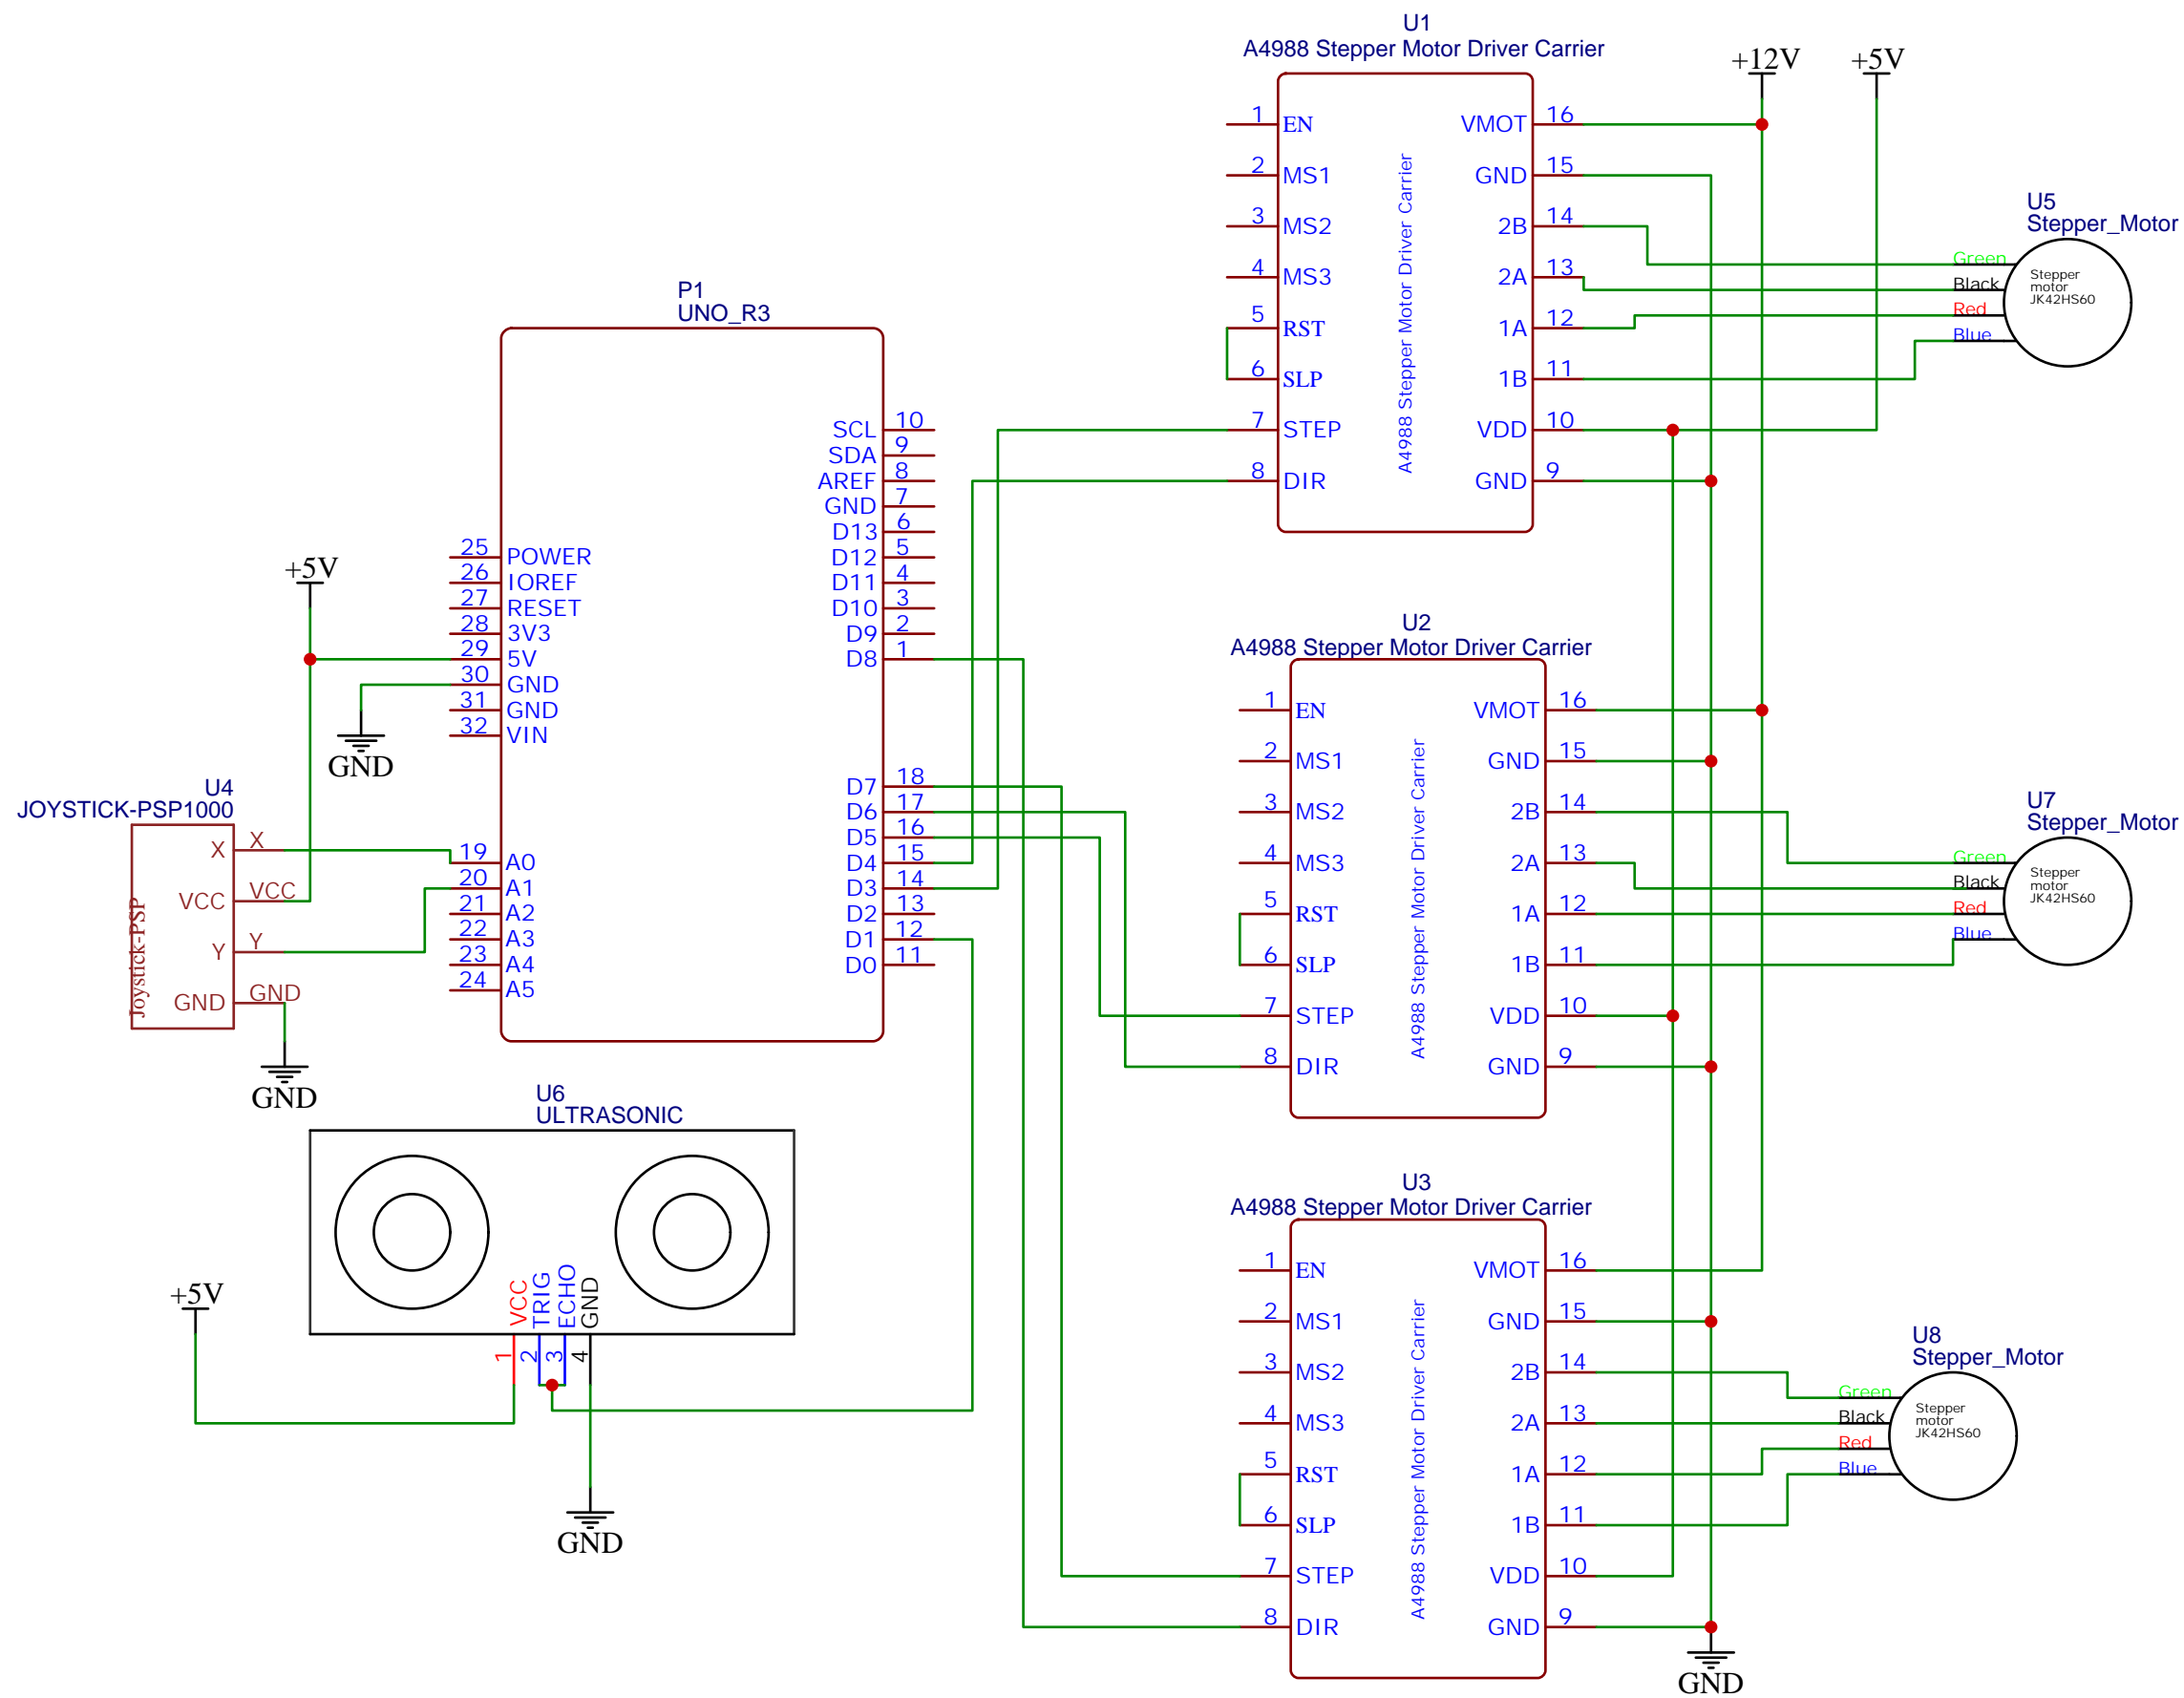 U1
A4988 Stepper Motor Driver Carrier
+12V
+5V
1 EN
2 MS1
3 MS2
4 MS3
5 RST
6 SLP
7 STEP
8 DIR
A4988 Stepper Motor Driver Carrier
VMOT 16
GND 15
2B 14
2A 13
1A 12
1B 11
VDD 10
GND 9
U5
Stepper_Motor
Green
Black
Red
Blue
Stepper
motor
JK42HS60
P1
UNO_R3
SCL 10
SDA 9
AREF 8
GND 7
D13 6
D12 5
D11 4
D10 3
D9 2
D8 1
D7 18
D6 17
D5 16
D4 15
D3 14
D2 13
D1 12
D0 11
25 POWER
26 IOREF
27 RESET
28 3V3
29 5V
30 GND
31 GND
32 VIN
19 A0
20 A1
21 A2
22 A3
23 A4
24 A5
+5V
GND
U4
JOYSTICK-PSP1000
Joystick-PSP
X X
VCC VCC
Y Y
GND GND
GND
U2
A4988 Stepper Motor Driver Carrier
1 EN
2 MS1
3 MS2
4 MS3
5 RST
6 SLP
7 STEP
8 DIR
A4988 Stepper Motor Driver Carrier
VMOT 16
GND 15
2B 14
2A 13
1A 12
1B 11
VDD 10
GND 9
U7
Stepper_Motor
Green
Black
Red
Blue
Stepper
motor
JK42HS60
U6
ULTRASONIC
VCC
TRIG
ECHO
GND
1
2
3
4
+5V
GND
U3
A4988 Stepper Motor Driver Carrier
1 EN
2 MS1
3 MS2
4 MS3
5 RST
6 SLP
7 STEP
8 DIR
A4988 Stepper Motor Driver Carrier
VMOT 16
GND 15
2B 14
2A 13
1A 12
1B 11
VDD 10
GND 9
U8
Stepper_Motor
Green
Black
Red
Blue
Stepper
motor
JK42HS60
GND